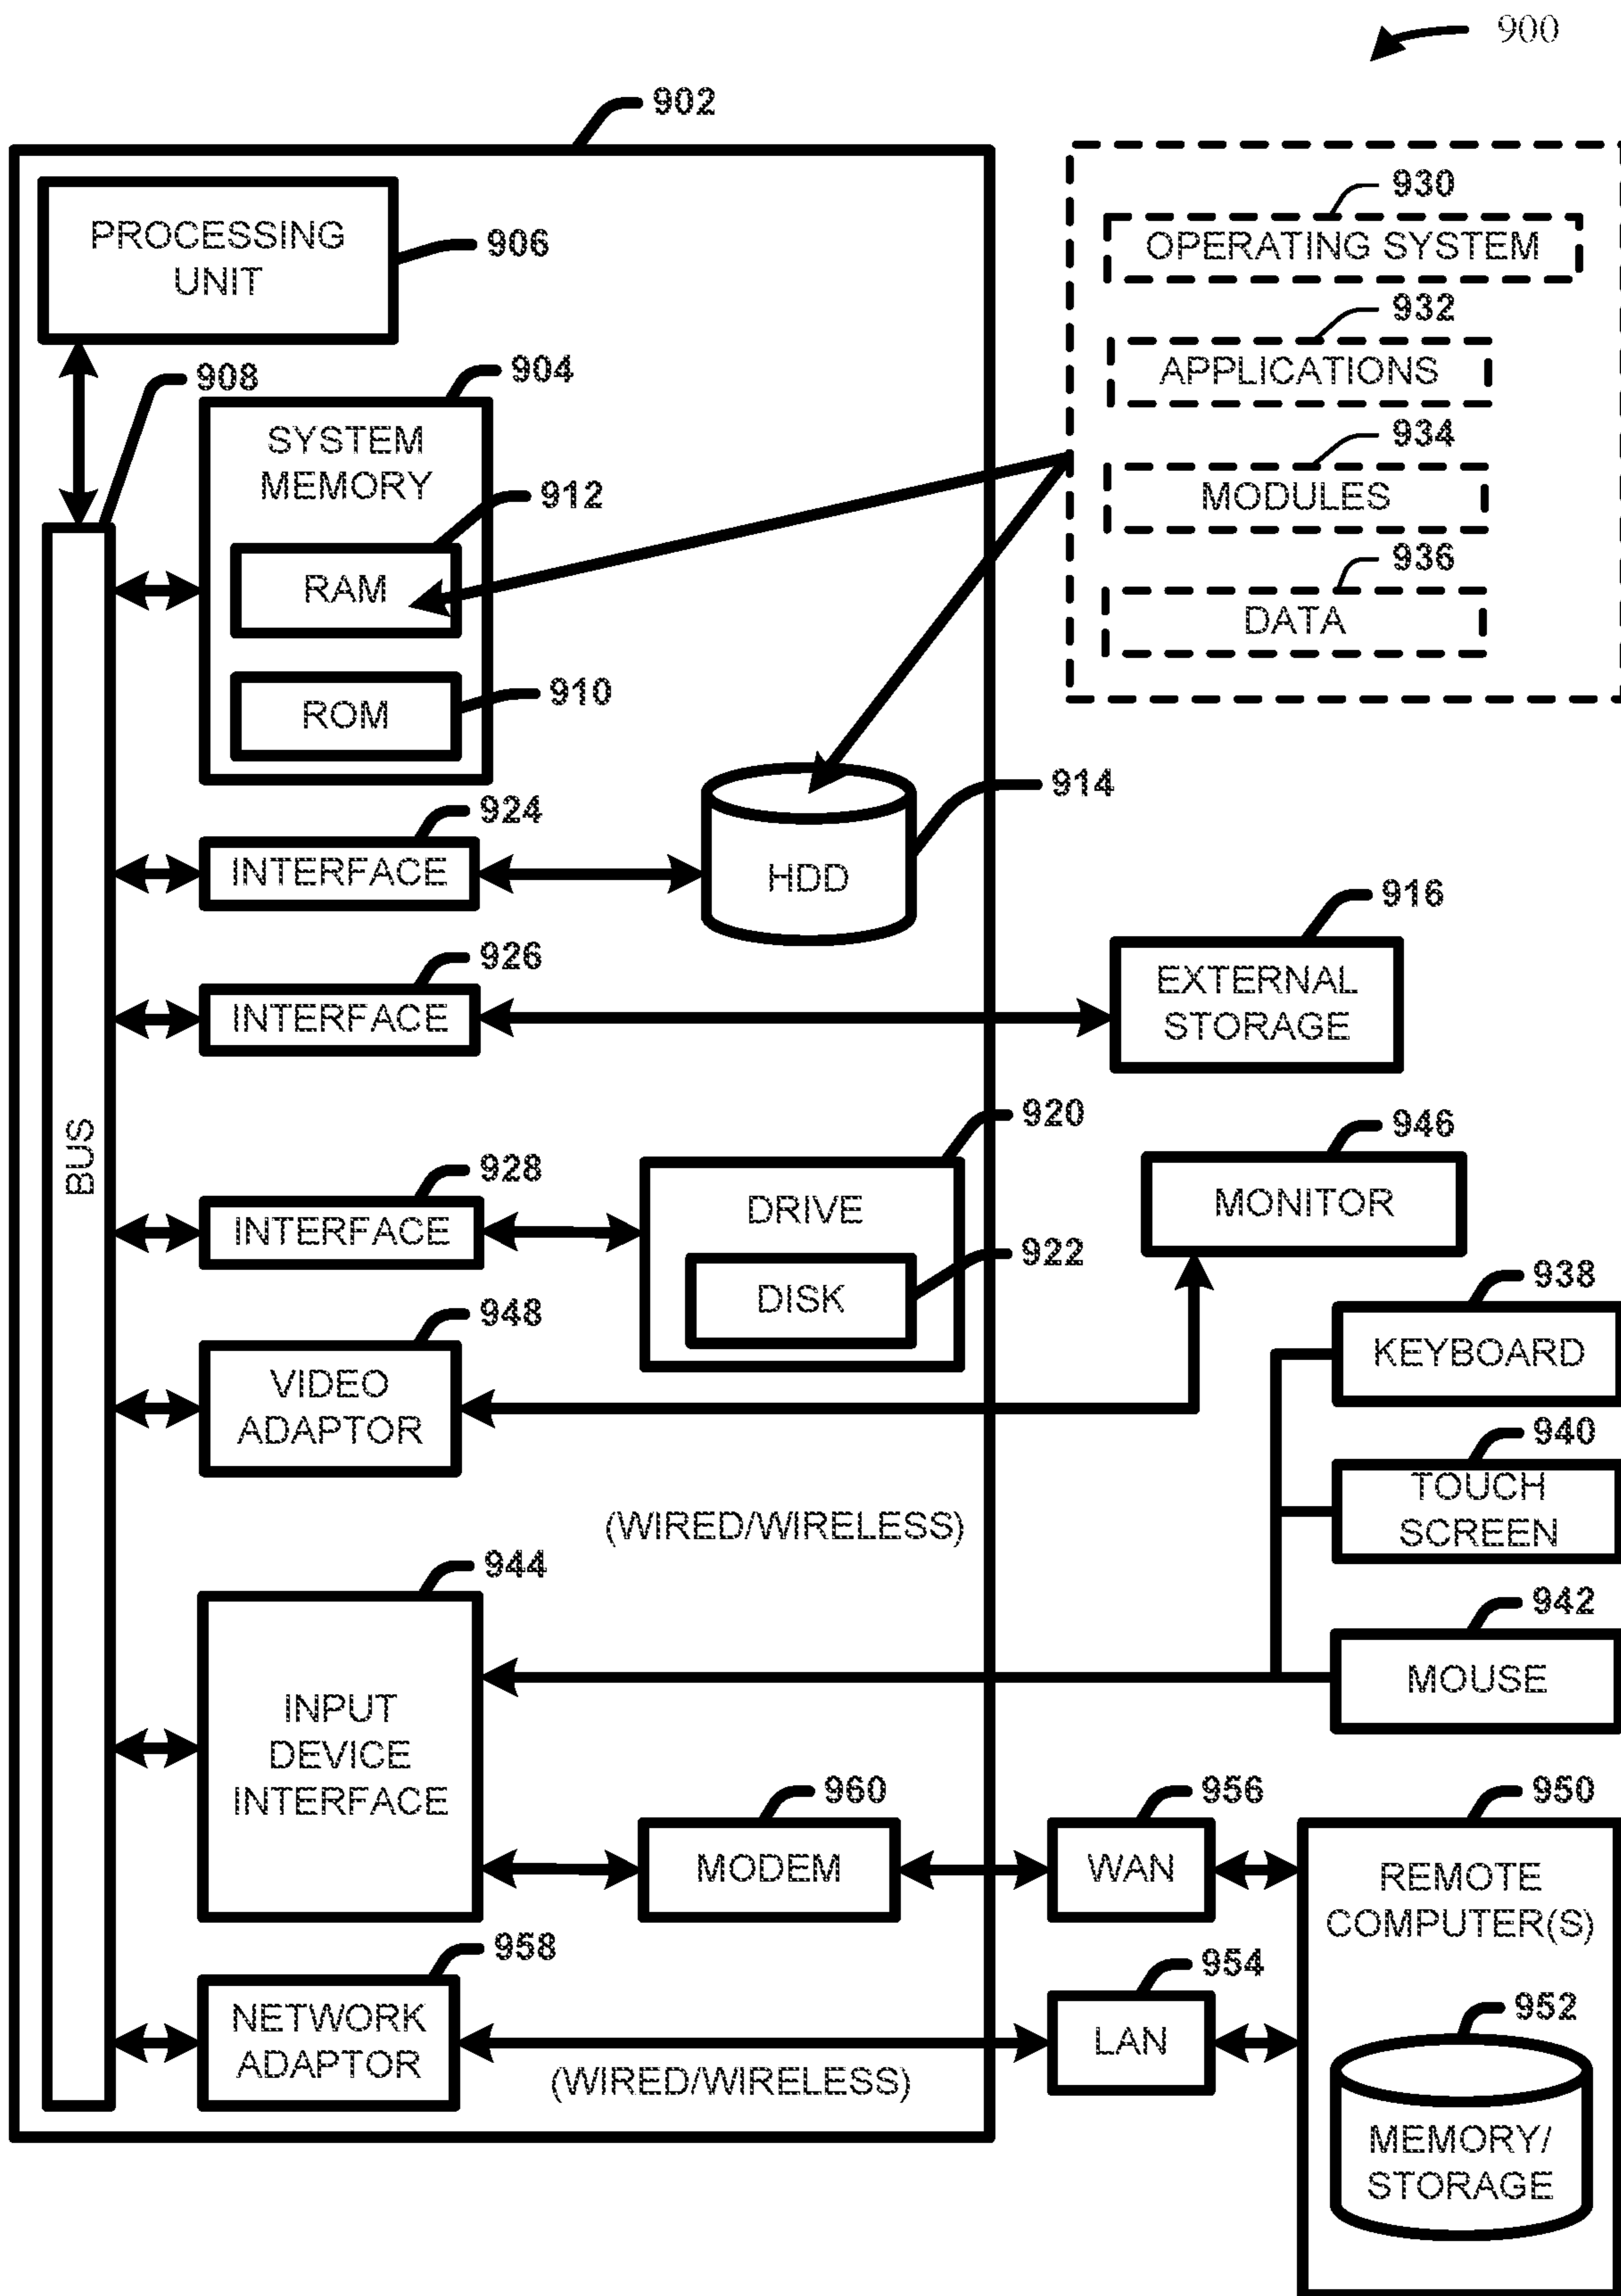 900
902
930
OPERATING SYSTEM
932
APPLICATIONS
934
MODULES
936
DATA
PROCESSING
UNIT
906
908
904
SYSTEM
MEMORY
912
RAM
910
ROM
924
INTERFACE
914
HDD
926
INTERFACE
916
EXTERNAL
STORAGE
BUS
928
INTERFACE
920
DRIVE
922
DISK
946
MONITOR
948
VIDEO
ADAPTOR
938
KEYBOARD
940
TOUCH
SCREEN
(WIRED/WIRELESS)
944
INPUT
DEVICE
INTERFACE
942
MOUSE
960
MODEM
956
WAN
950
REMOTE
COMPUTER(S)
958
NETWORK
ADAPTOR
(WIRED/WIRELESS)
954
LAN
952
MEMORY/
STORAGE